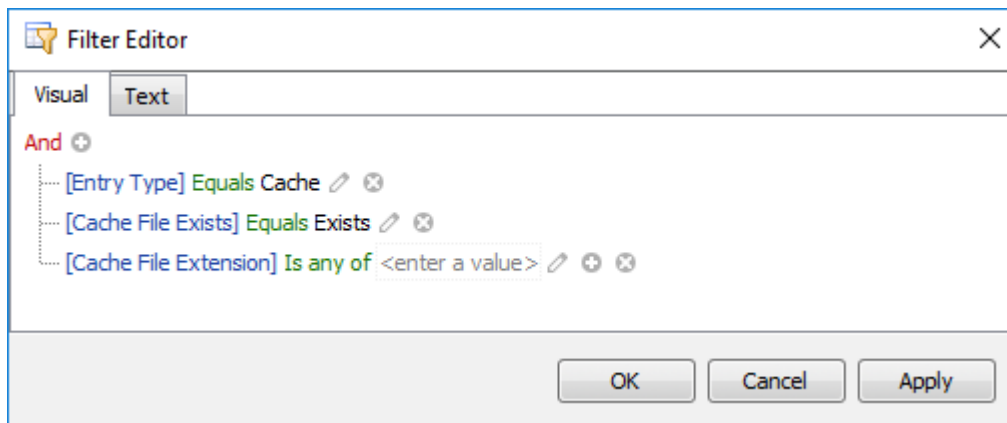 Filter Editor
Visual Text
And
[Entry Type] Equals Cache
[Cache File Exists] Equals Exists
[Cache File Extension] Is any of <enter a value>
OK Cancel Apply